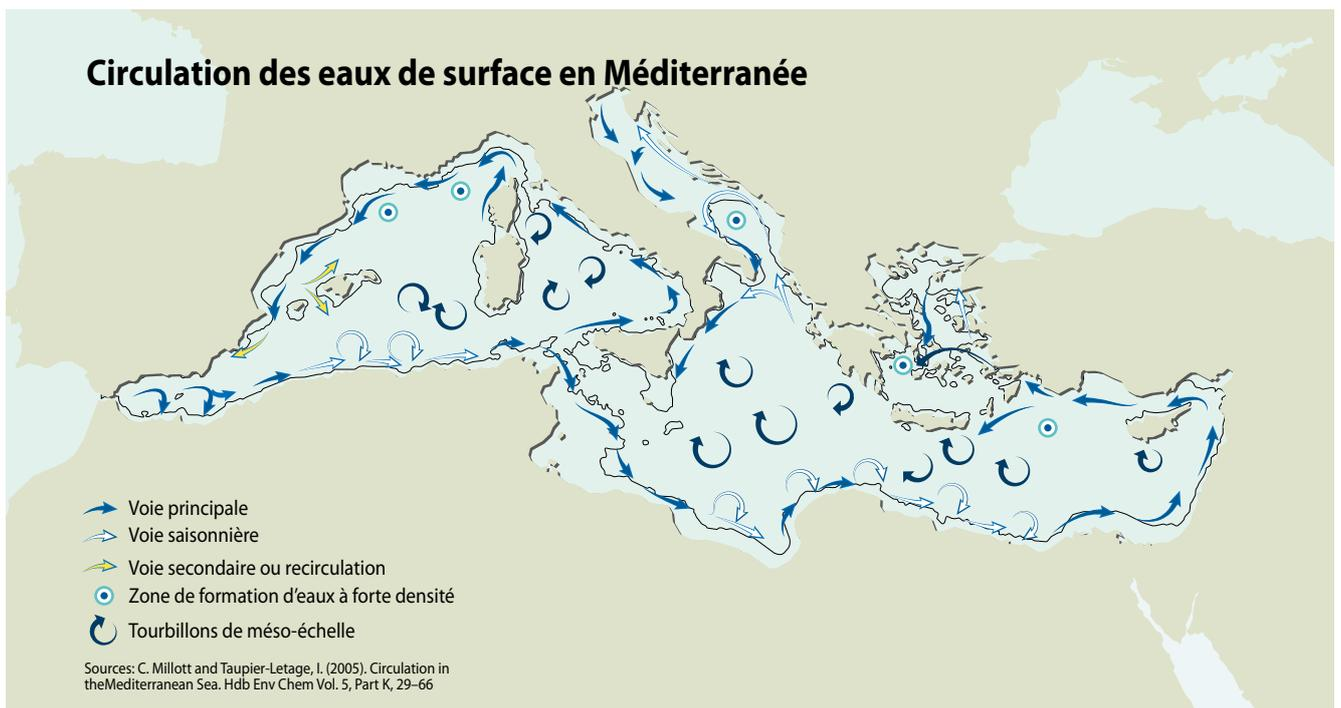 Circulation des eaux de surface en Méditerranée
Voie principale
Voie saisonnière
Voie secondaire ou recirculation
Zone de formation d'eaux à forte densité
Tourbillons de méso-échelle
Sources: C. Millott and Taupier-Letage, I. (2005). Circulation in
theMediterranean Sea. Hdb Env Chem Vol. 5, Part K, 29–66